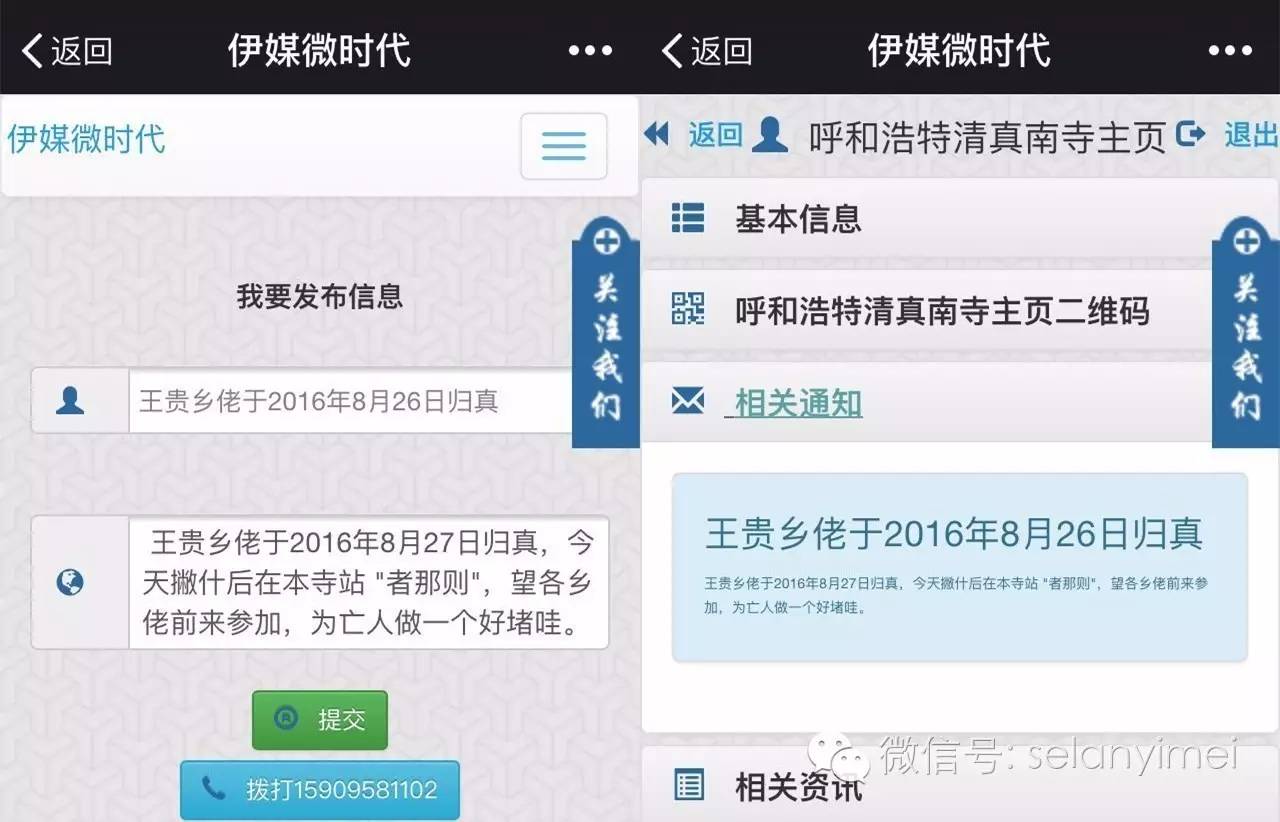 返回
伊媒微时代
伊媒微时代
我要发布信息
关注我们
王贵乡佬于2016年8月26日归真
王贵乡佬于2016年8月27日归真，今
天撇什后在本寺站 "者那则"，望各乡
佬前来参加，为亡人做一个好堵哇。
提交
拨打15909581102
返回
伊媒微时代
返回 呼和浩特清真南寺主页 退出
基本信息
呼和浩特清真南寺主页二维码
关注我们
相关通知
王贵乡佬于2016年8月26日归真
王贵乡佬于2016年8月27日归真，今天撇什后在本寺站 "者那则"，望各乡佬前来参
加，为亡人做一个好堵哇。
微信号: selanyimei
相关资讯